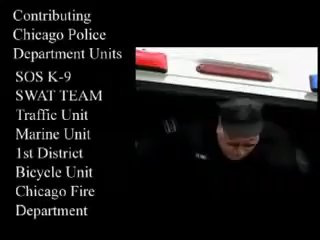 Contributing
Chicago Police
Department Units
SOS K-9
SWAT TEAM
Traffic Unit
Marine Unit
1st District
Bicycle Unit
Chicago Fire
Department